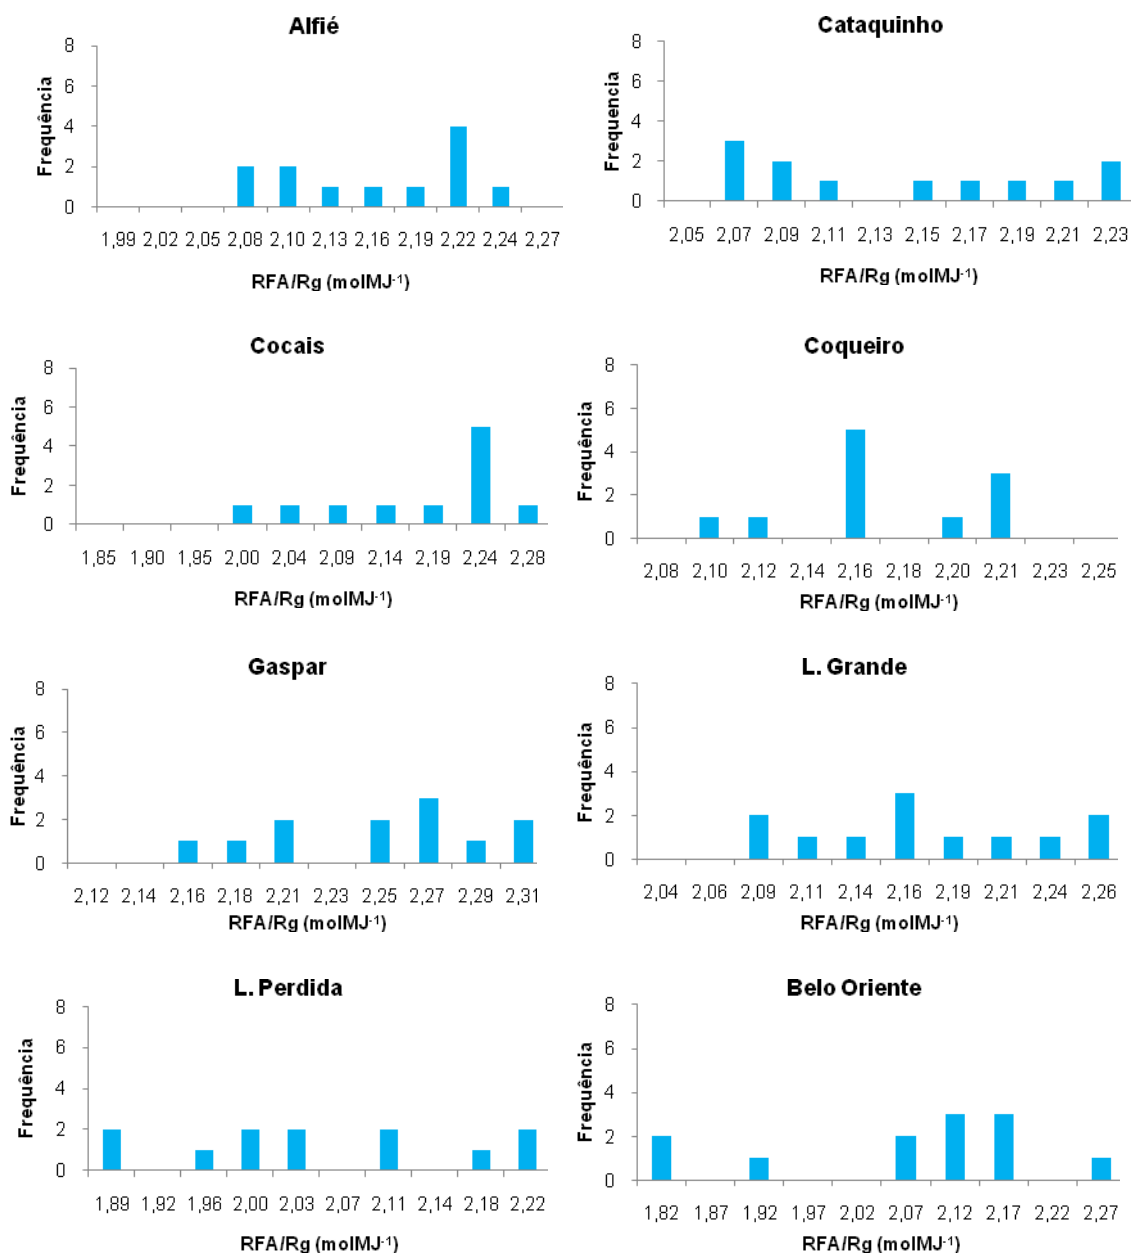 Alfié
Frequência
8
6
4
2
0
1,99 2,02 2,05 2,08 2,10 2,13 2,16 2,19 2,22 2,24 2,27
RFA/Rg (molMJ-1)
Cataquinho
Frequencia
8
6
4
2
0
2,05 2,07 2,09 2,11 2,13 2,15 2,17 2,19 2,21 2,23
RFA/Rg (molMJ-1)
Cocais
Frequência
8
6
4
2
0
1,85 1,90 1,95 2,00 2,04 2,09 2,14 2,19 2,24 2,28
RFA/Rg (molMJ-1)
Coqueiro
Frequência
8
6
4
2
0
2,08 2,10 2,12 2,14 2,16 2,18 2,20 2,21 2,23 2,25
RFA/Rg (molMJ-1)
Gaspar
Frequência
8
6
4
2
0
2,12 2,14 2,16 2,18 2,21 2,23 2,25 2,27 2,29 2,31
RFA/Rg (molMJ-1)
L. Grande
Frequência
8
6
4
2
0
2,04 2,06 2,09 2,11 2,14 2,16 2,19 2,21 2,24 2,26
RFA/Rg (molMJ-1)
L. Perdida
Frequência
8
6
4
2
0
1,89 1,92 1,96 2,00 2,03 2,07 2,11 2,14 2,18 2,22
RFA/Rg (molMJ-1)
Belo Oriente
Frequência
8
6
4
2
0
1,82 1,87 1,92 1,97 2,02 2,07 2,12 2,17 2,22 2,27
RFA/Rg (molMJ-1)